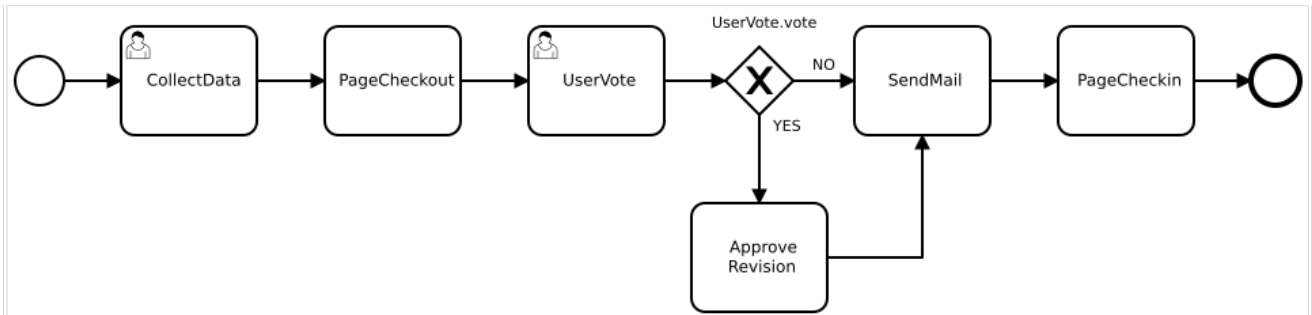 UserVote.vote
CollectData
PageCheckout
UserVote
NO
SendMail
PageCheckin
YES
Approve
Revision